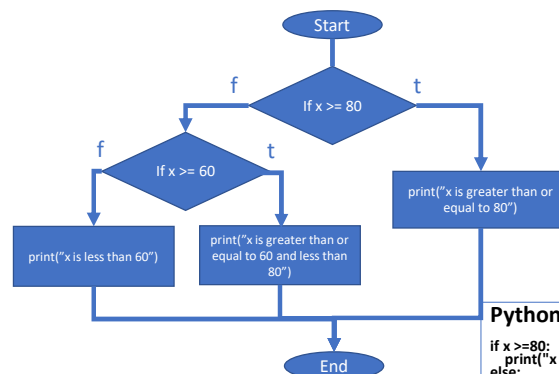 Start
f
t
If x >= 80
f
t
If x >= 60
print(”x is greater than or
equal to 80”)
print(”x is less than 60”)
print(”x is greater than or
equal to 60 and less than
80”)
Python
if x >=80:
print("x
else:
End